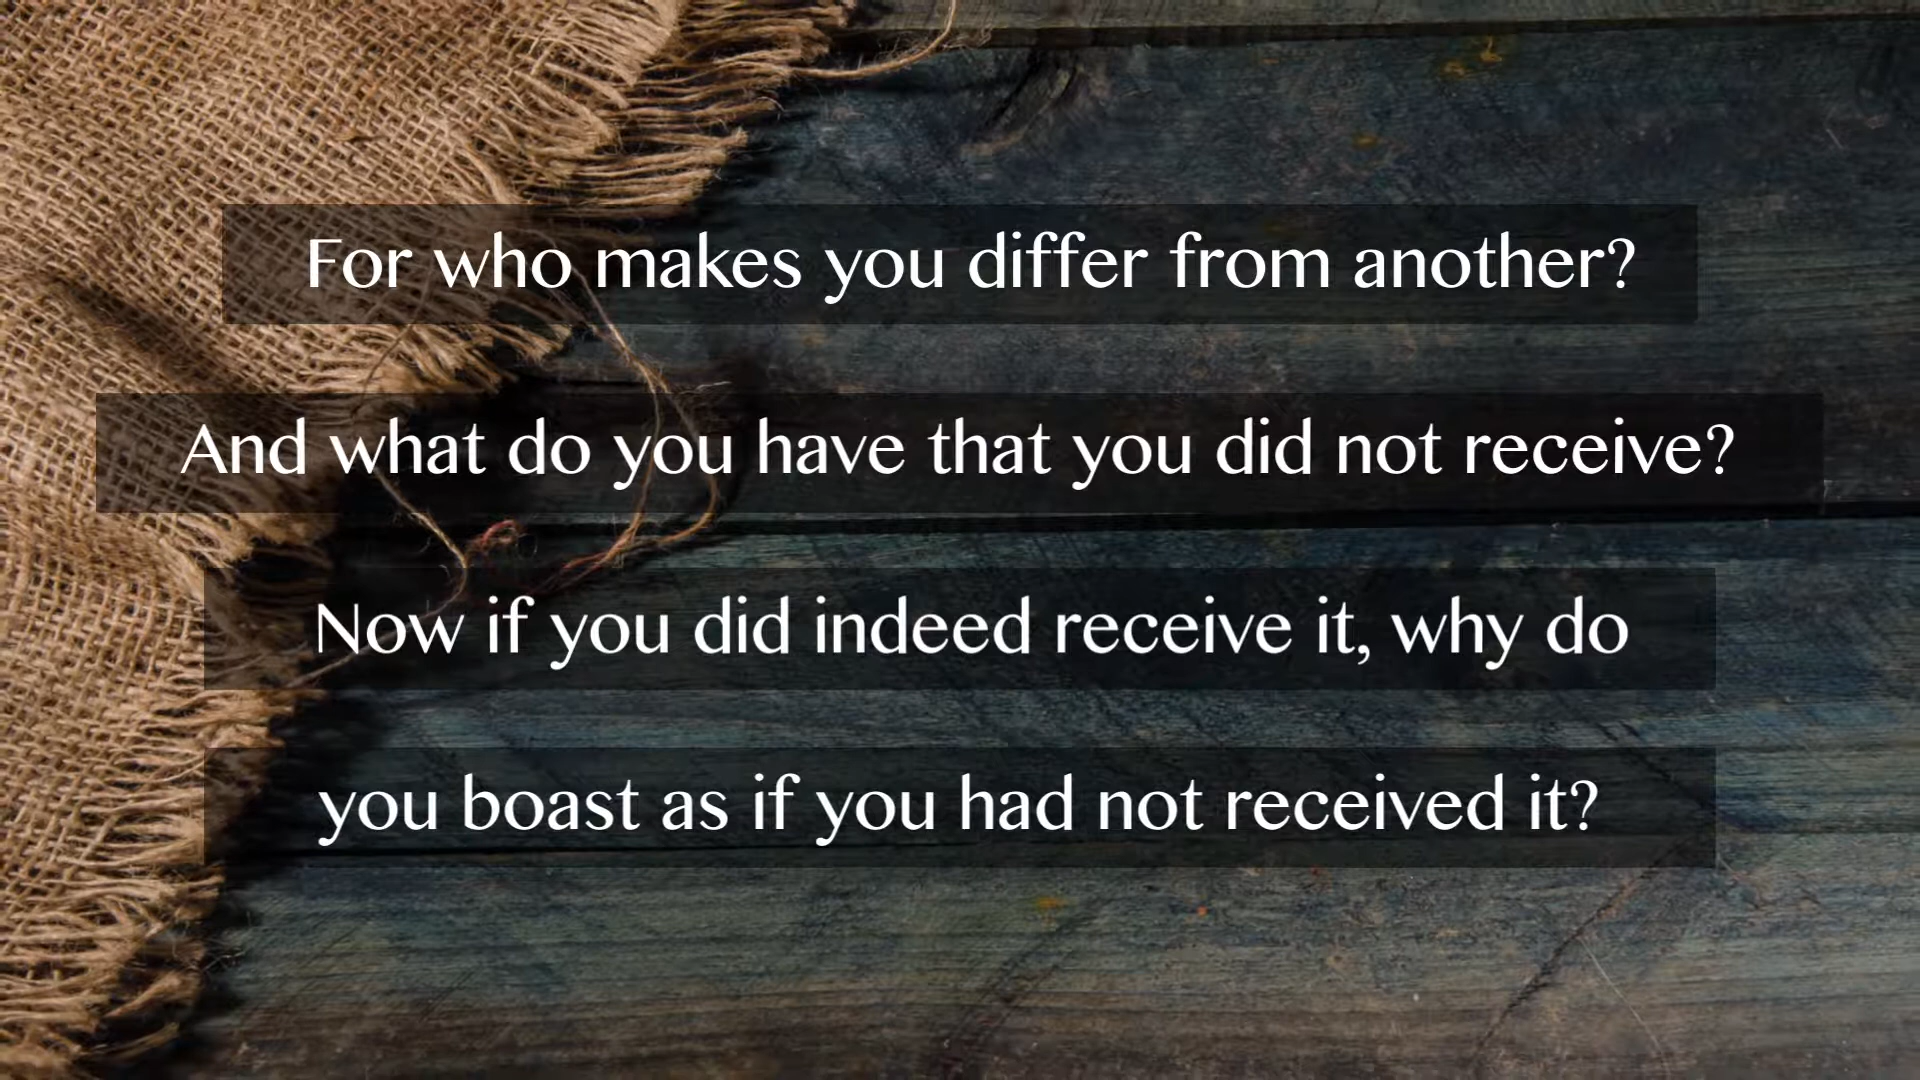 For who makes you differ from another?
And what do you have that you did not receive?
Now if you did indeed receive it, why do
you boast as if you had not received it?